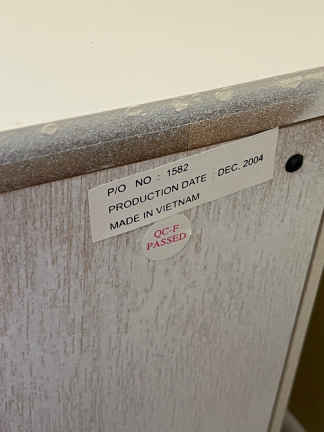 P/O NO : 1582
PRODUCTION DATE : DEC. 2004
MADE IN VIETNAM
QC-F
PASSED